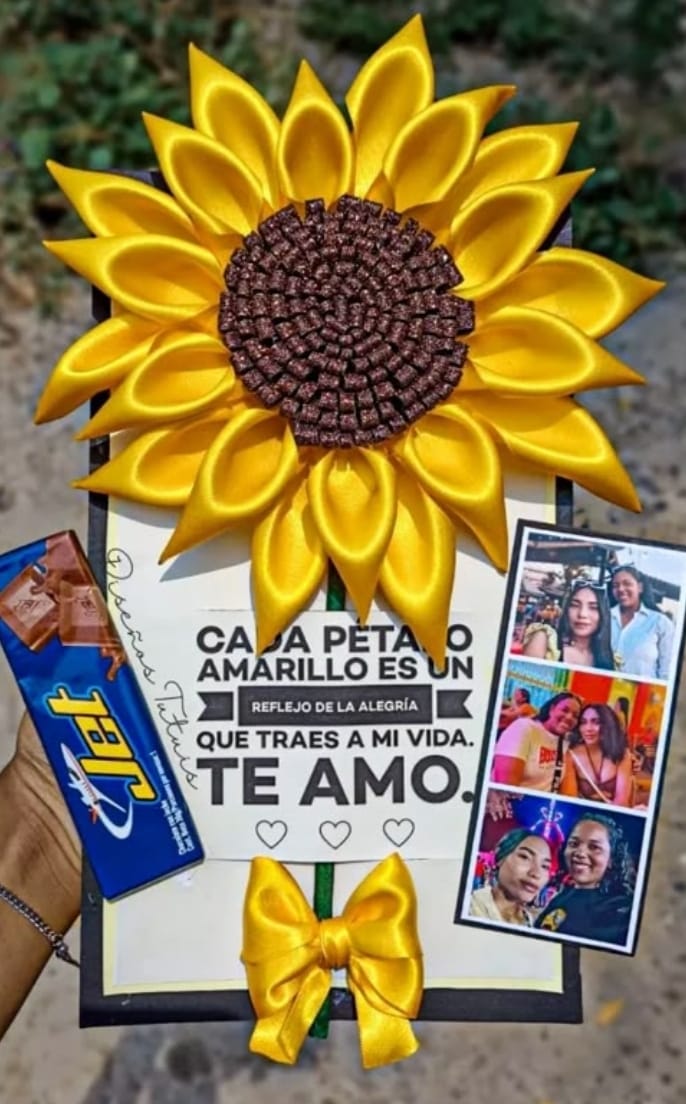 CADA PÉTALO
AMARILLO ES UN
REFLEJO DE LA ALEGRÍA
QUE TRAES A MI VIDA.
TE AMO.
Diseños Tutuis
Jet